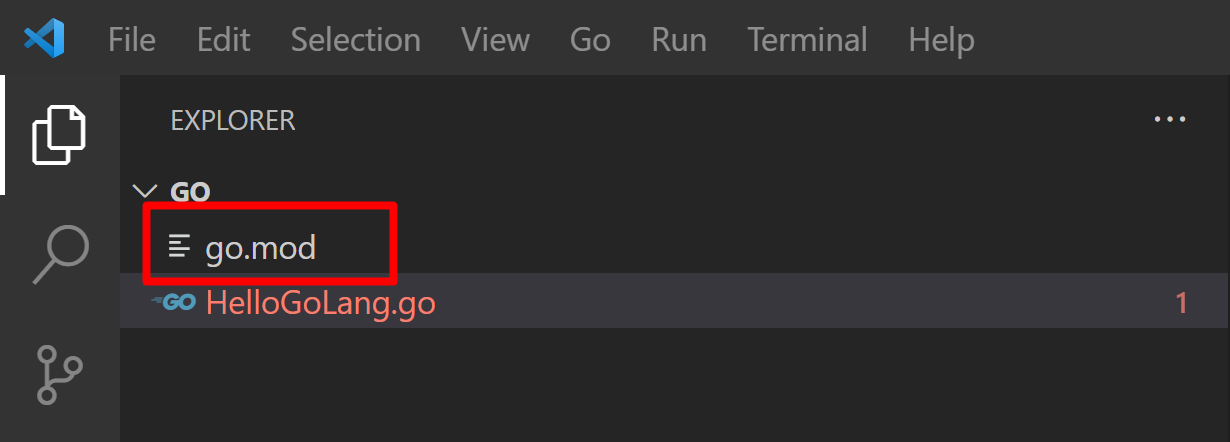 File Edit Selection View Go Run Terminal Help
EXPLORER ...
GO
go.mod
GO HelloGoLang.go 1